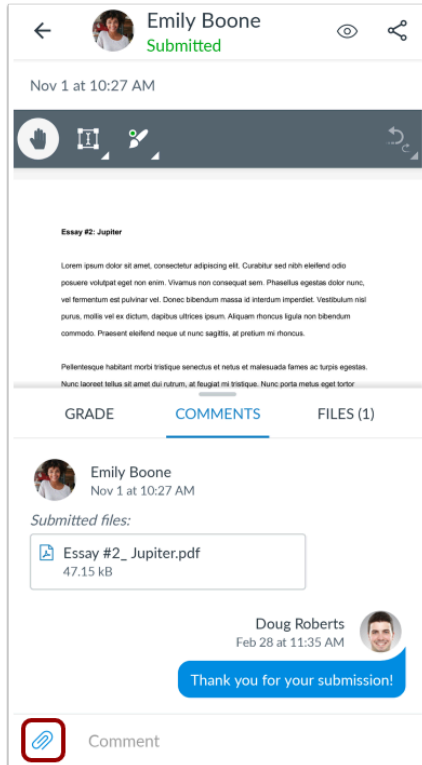 Emily Boone
Submitted
Nov 1 at 10:27 AM
Essay #2: Jupiter
Lorem ipsum dolor sit amet, consectetur adipiscing elit. Curabitur sed nibh eleifend odio
posuere volutpat eget non enim. Vivamus non consequat sem. Phasellus egestas dolor nunc,
vel fermentum est pulvinar vel. Donec bibendum massa id interdum imperdiet. Vestibulum nisl
purus, mollis vel ex dictum, dapibus ultrices ipsum. Aliquam rhoncus ligula non bibendum
commodo. Praesent eleifend neque ut nunc sagittis, at pretium mi rhoncus.
Pellentesque habitant morbi tristique senectus et netus et malesuada fames ac turpis egestas.
Nunc laoreet tellus sit amet dui rutrum, at feugiat mi tristique. Nunc porta metus eget tortor
GRADE COMMENTS FILES (1)
Emily Boone
Nov 1 at 10:27 AM
Submitted files:
Essay #2_ Jupiter.pdf
47.15 kB
Doug Roberts
Feb 28 at 11:35 AM
Thank you for your submission!
Comment